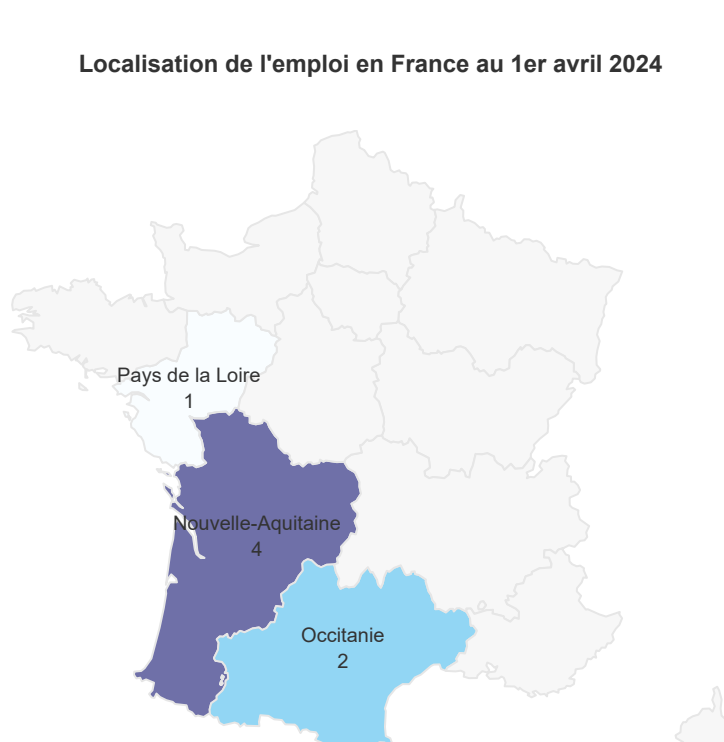 Localisation de l'emploi en France au 1er avril 2024
Pays de la Loire
1
Nouvelle-Aquitaine
4
Occitanie
2